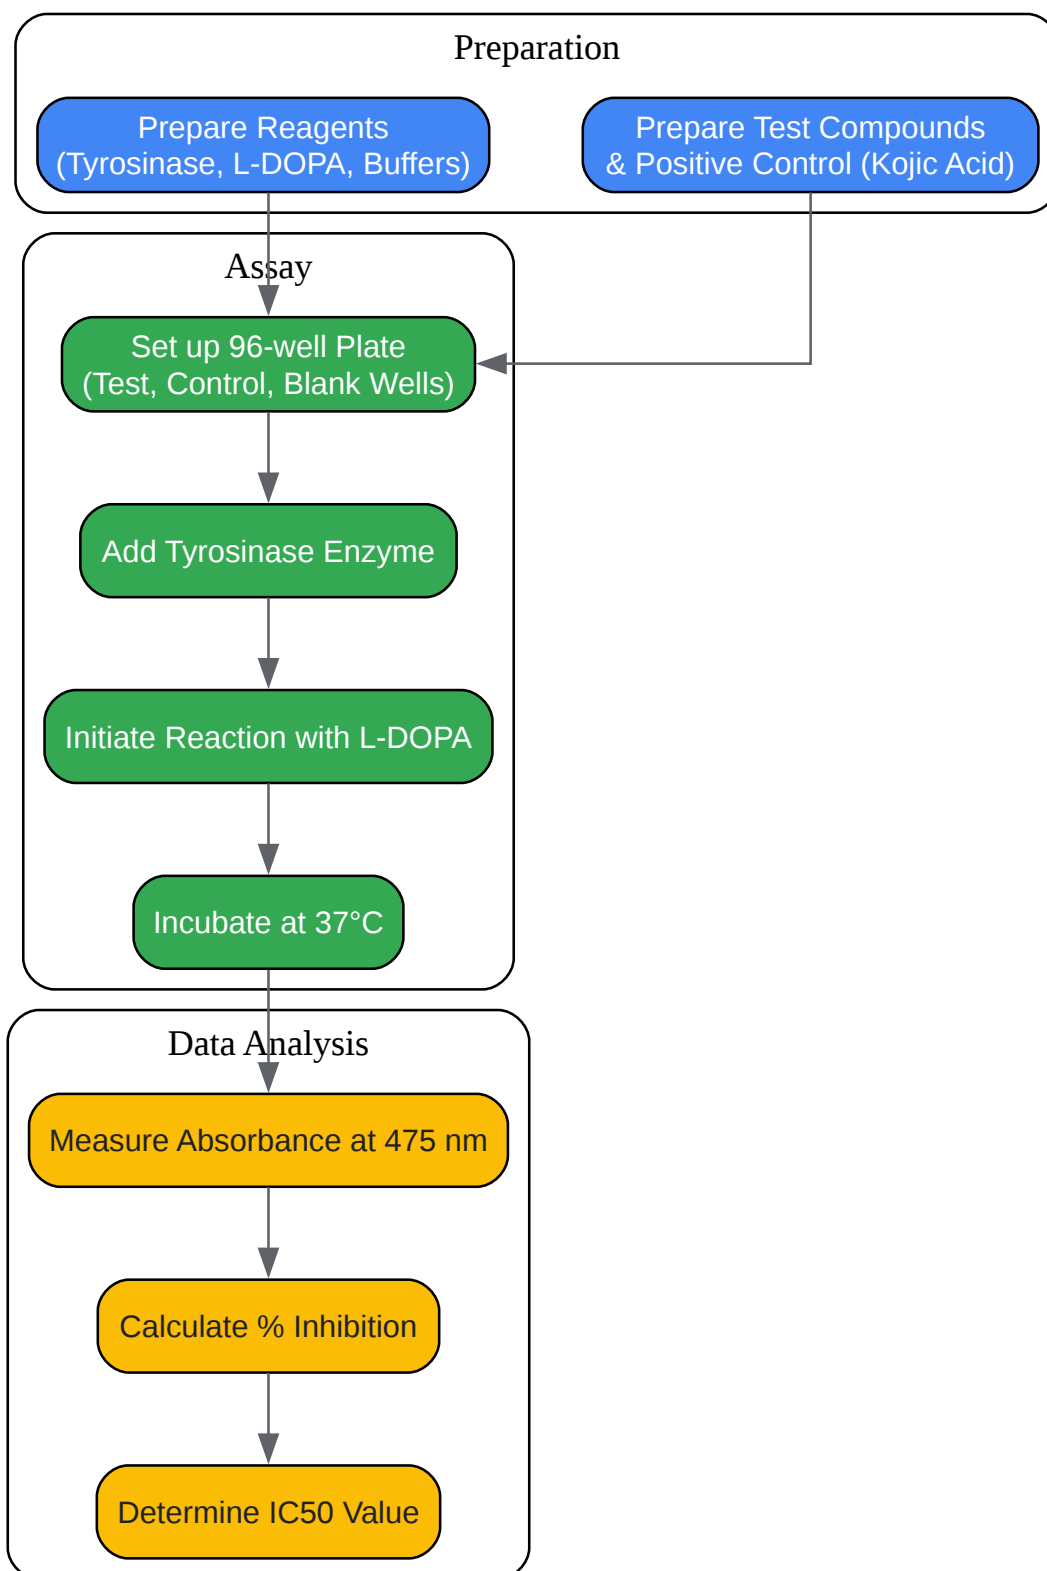 Preparation
Prepare Reagents
(Tyrosinase, L-DOPA, Buffers)
Prepare Test Compounds
& Positive Control (Kojic Acid)
Assay
Set up 96-well Plate
(Test, Control, Blank Wells)
Add Tyrosinase Enzyme
Initiate Reaction with L-DOPA
Incubate at 37°C
Data Analysis
Measure Absorbance at 475 nm
Calculate % Inhibition
Determine IC50 Value